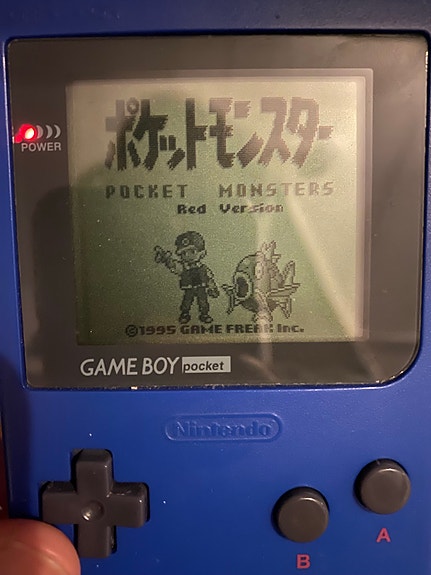 ポケットモンスター
POCKET MONSTERS
Red Version
POWER
©1995 GAME FREAK Inc.
GAME BOY pocket
Nintendo
A
B